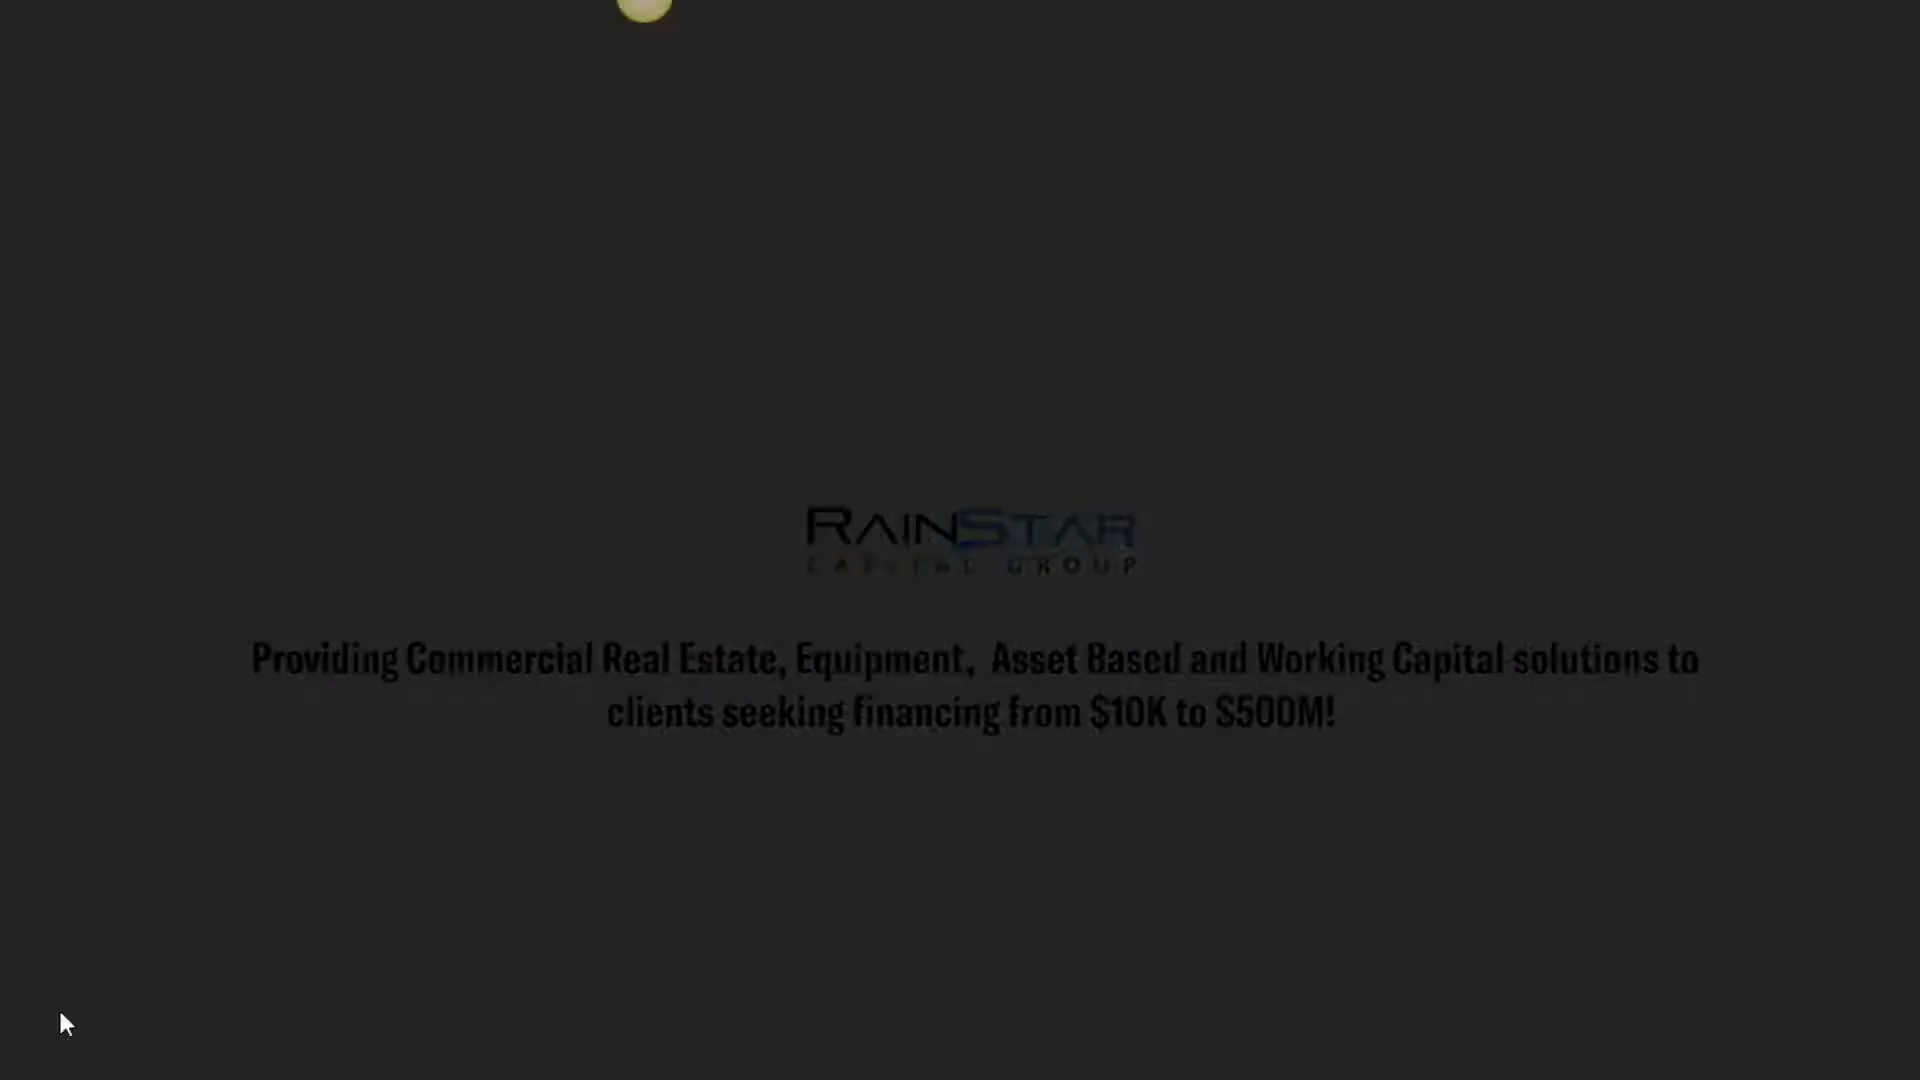 RAINSTAR
CAPITAL GROUP
Providing Commercial Real Estate, Equipment, Asset Based and Working Capital solutions to
clients seeking financing from $10K to $500M!